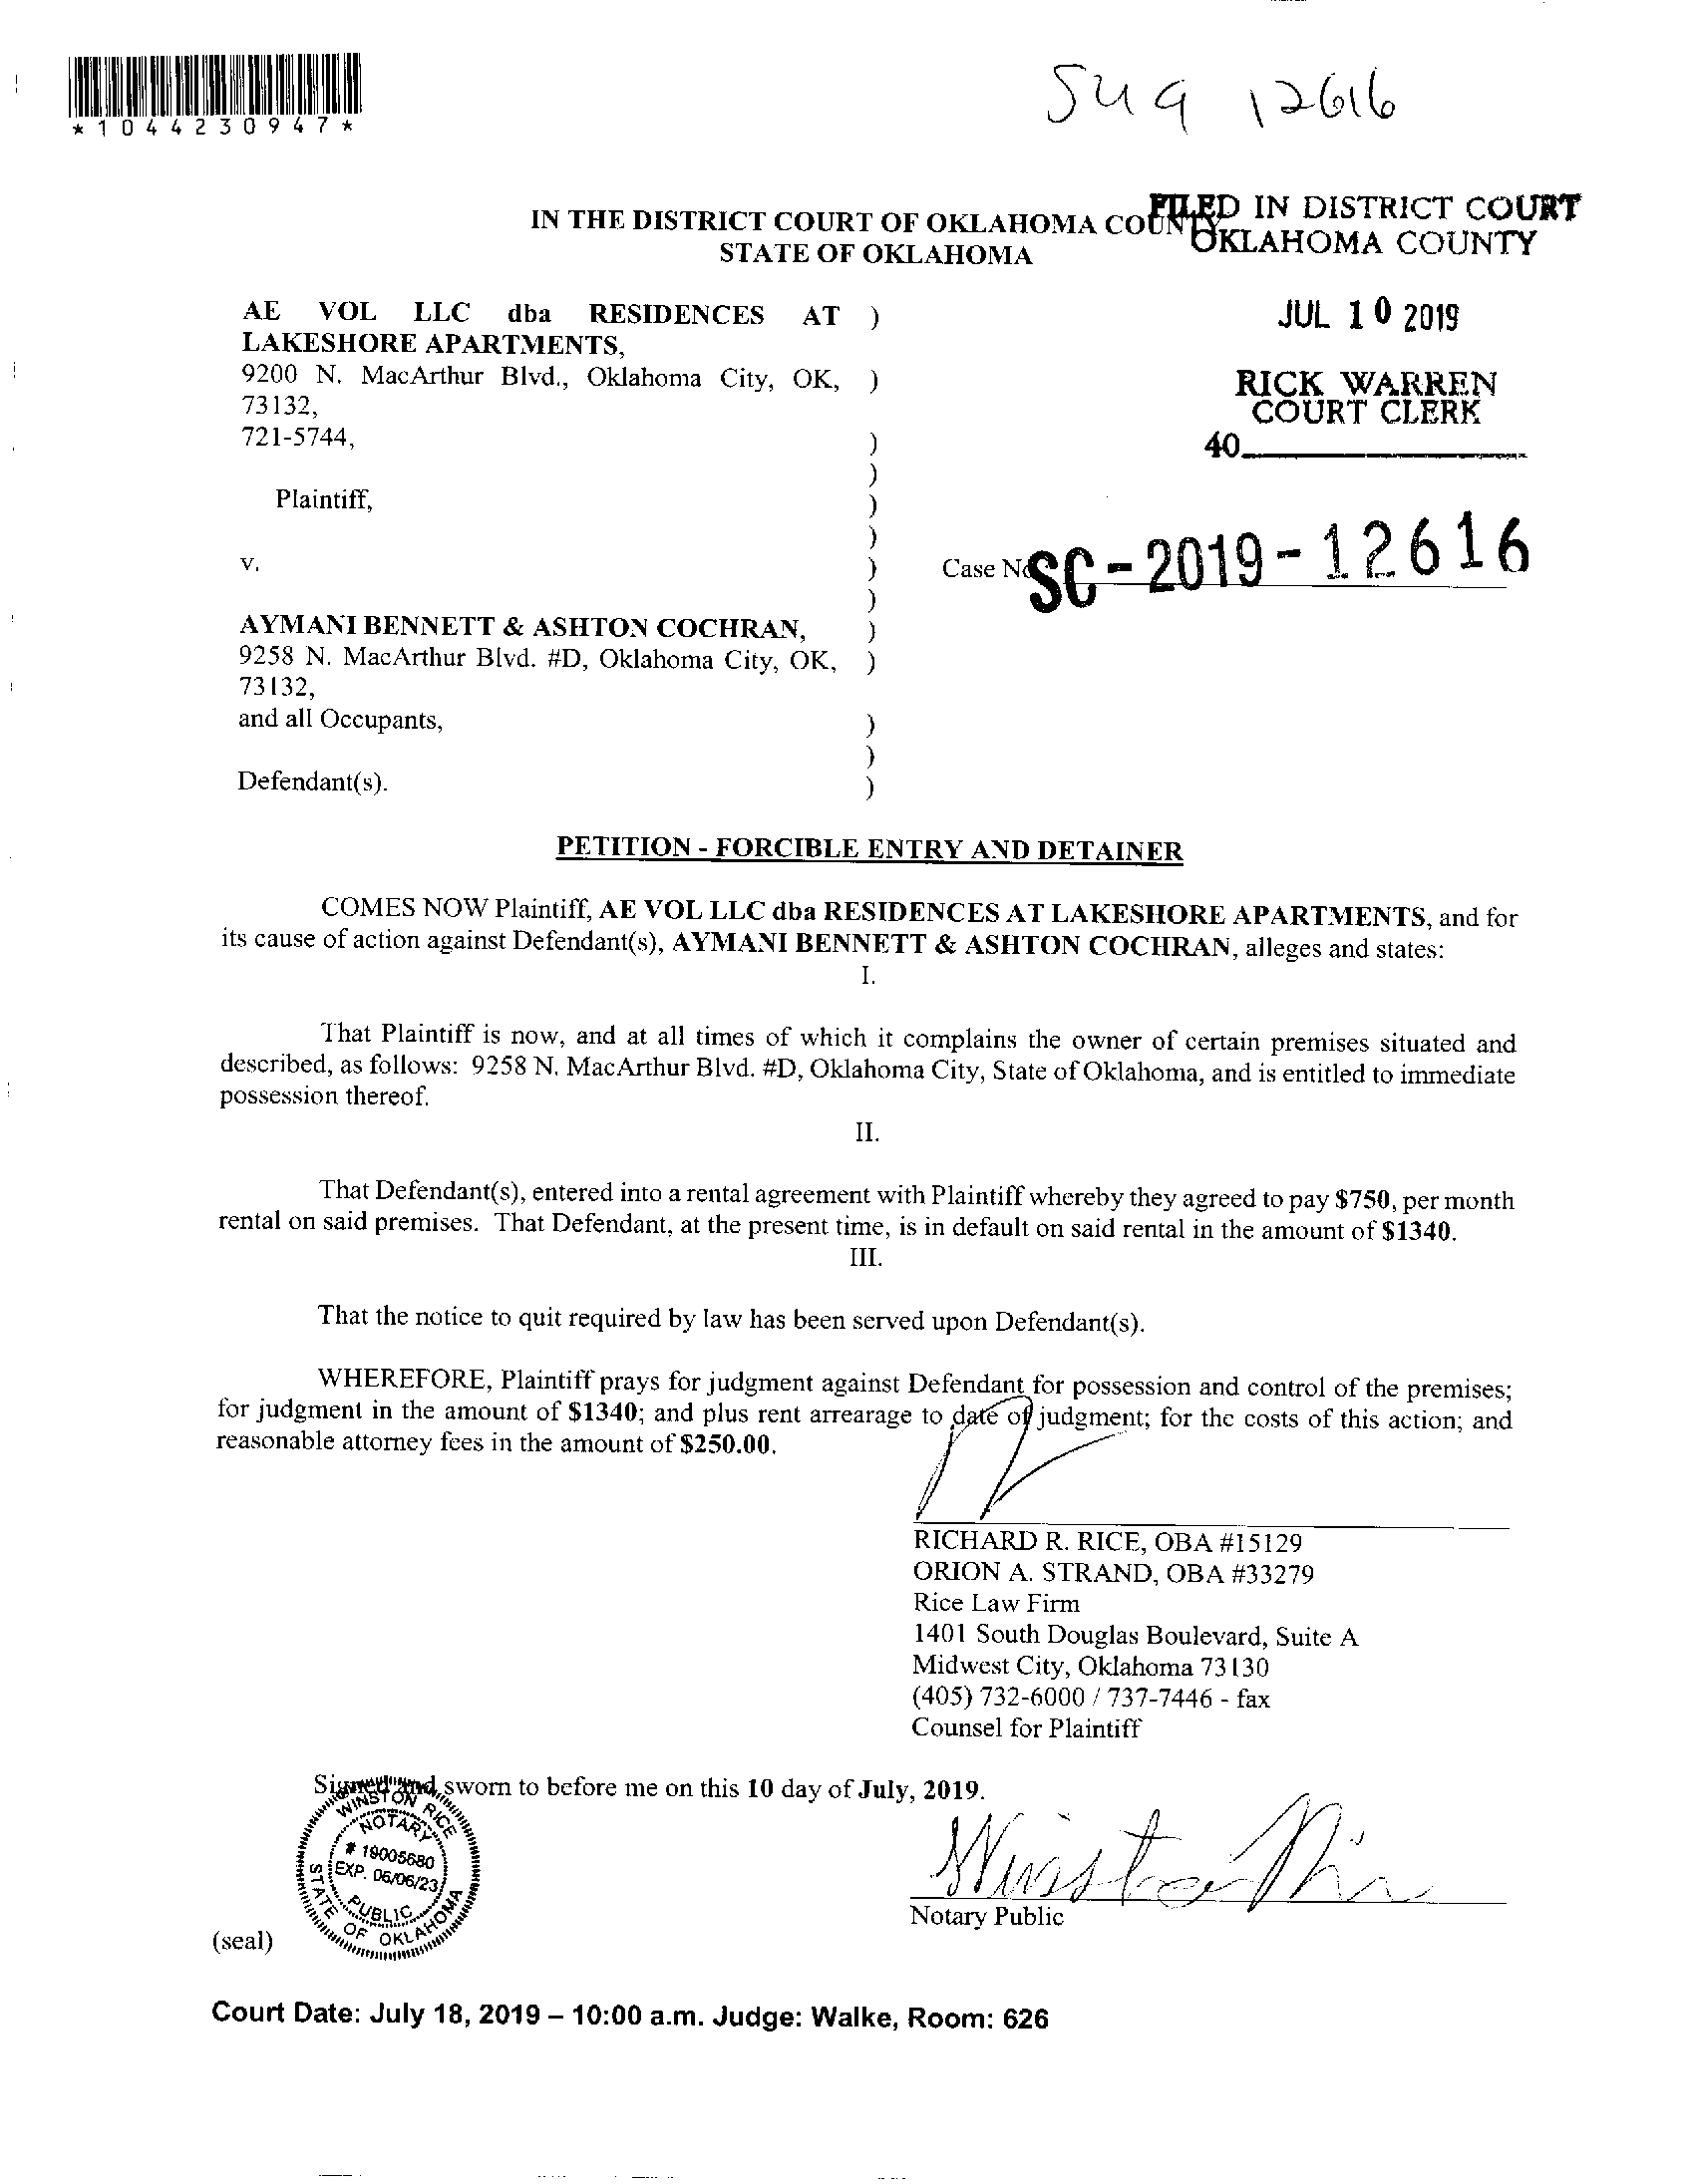 *1044230947*
12616
IN THE DISTRICT COURT OF OKLAHOMA COUNTY
STATE OF OKLAHOMA
FILED IN DISTRICT COURT
OKLAHOMA COUNTY
JUL 10 2019
RICK WARREN
COURT CLERK
40
AE VOL LLC dba RESIDENCES AT )
LAKESHORE APARTMENTS,
9200 N. MacArthur Blvd., Oklahoma City, OK, )
73132,
721-5744, )
)
Plaintiff, )
)
v. )
Case No SC-2019-12616
)
AYMANI BENNETT & ASHTON COCHRAN, )
9258 N. MacArthur Blvd. #D, Oklahoma City, OK, )
73132,
and all Occupants, )
)
Defendant(s). )
PETITION - FORCIBLE ENTRY AND DETAINER
COMES NOW Plaintiff, AE VOL LLC dba RESIDENCES AT LAKESHORE APARTMENTS, and for
its cause of action against Defendant(s), AYMANI BENNETT & ASHTON COCHRAN, alleges and states:
I.
That Plaintiff is now, and at all times of which it complains the owner of certain premises situated and
described, as follows: 9258 N. MacArthur Blvd. #D, Oklahoma City, State of Oklahoma, and is entitled to immediate
possession thereof.
II.
That Defendant(s), entered into a rental agreement with Plaintiff whereby they agreed to pay $750, per month
rental on said premises. That Defendant, at the present time, is in default on said rental in the amount of $1340.
III.
That the notice to quit required by law has been served upon Defendant(s).
WHEREFORE, Plaintiff prays for judgment against Defendant for possession and control of the premises;
for judgment in the amount of $1340; and plus rent arrearage to date of judgment; for the costs of this action; and
reasonable attorney fees in the amount of $250.00.
RICHARD R. RICE, OBA #15129
ORION A. STRAND, OBA #33279
Rice Law Firm
1401 South Douglas Boulevard, Suite A
Midwest City, Oklahoma 73130
(405) 732-6000 / 737-7446 - fax
Counsel for Plaintiff
Signed and sworn to before me on this 10 day of July, 2019.
WINSTON RICE
NOTARY
# 19005680
EXP. 06/06/23
PUBLIC
STATE OF OKLAHOMA
Notary Public
(seal)
Court Date: July 18, 2019 – 10:00 a.m. Judge: Walke, Room: 626